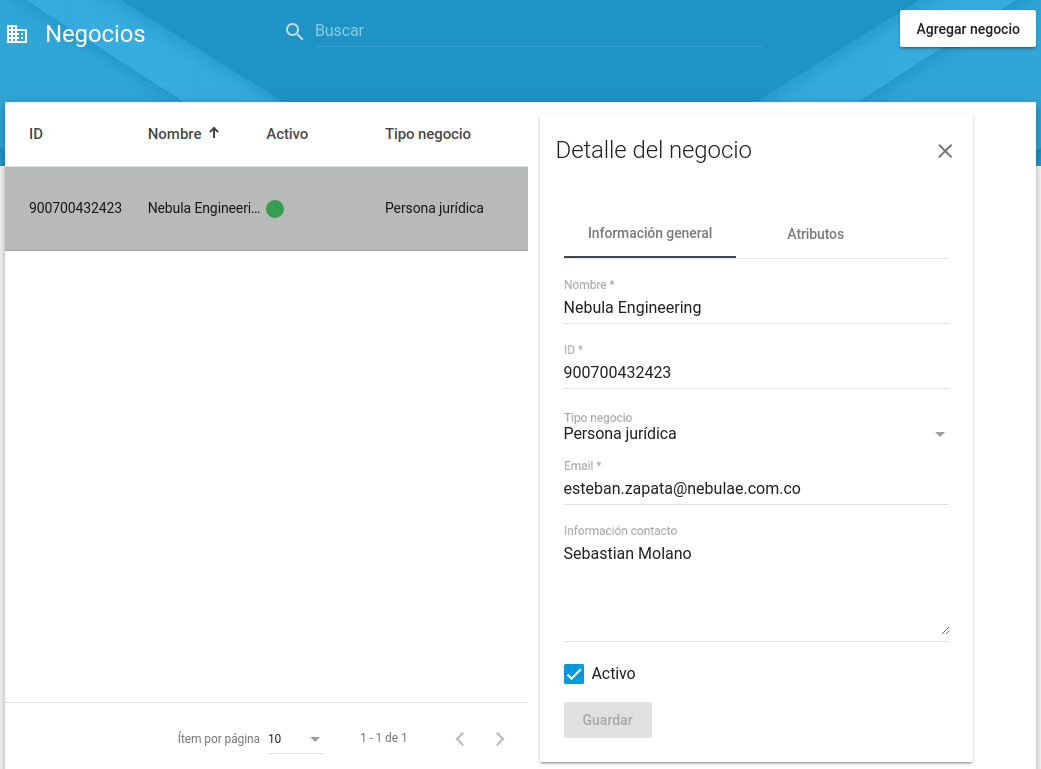 Negocios
Buscar
Agregar negocio
ID Nombre Activo Tipo negocio
900700432423 Nebula Engineeri... Persona jurídica
Ítem por página 10 1 - 1 de 1
Detalle del negocio
Información general Atributos
Nombre *
Nebula Engineering
ID *
900700432423
Tipo negocio
Persona jurídica
Email *
esteban.zapata@nebulae.com.co
Información contacto
Sebastian Molano
Activo
Guardar